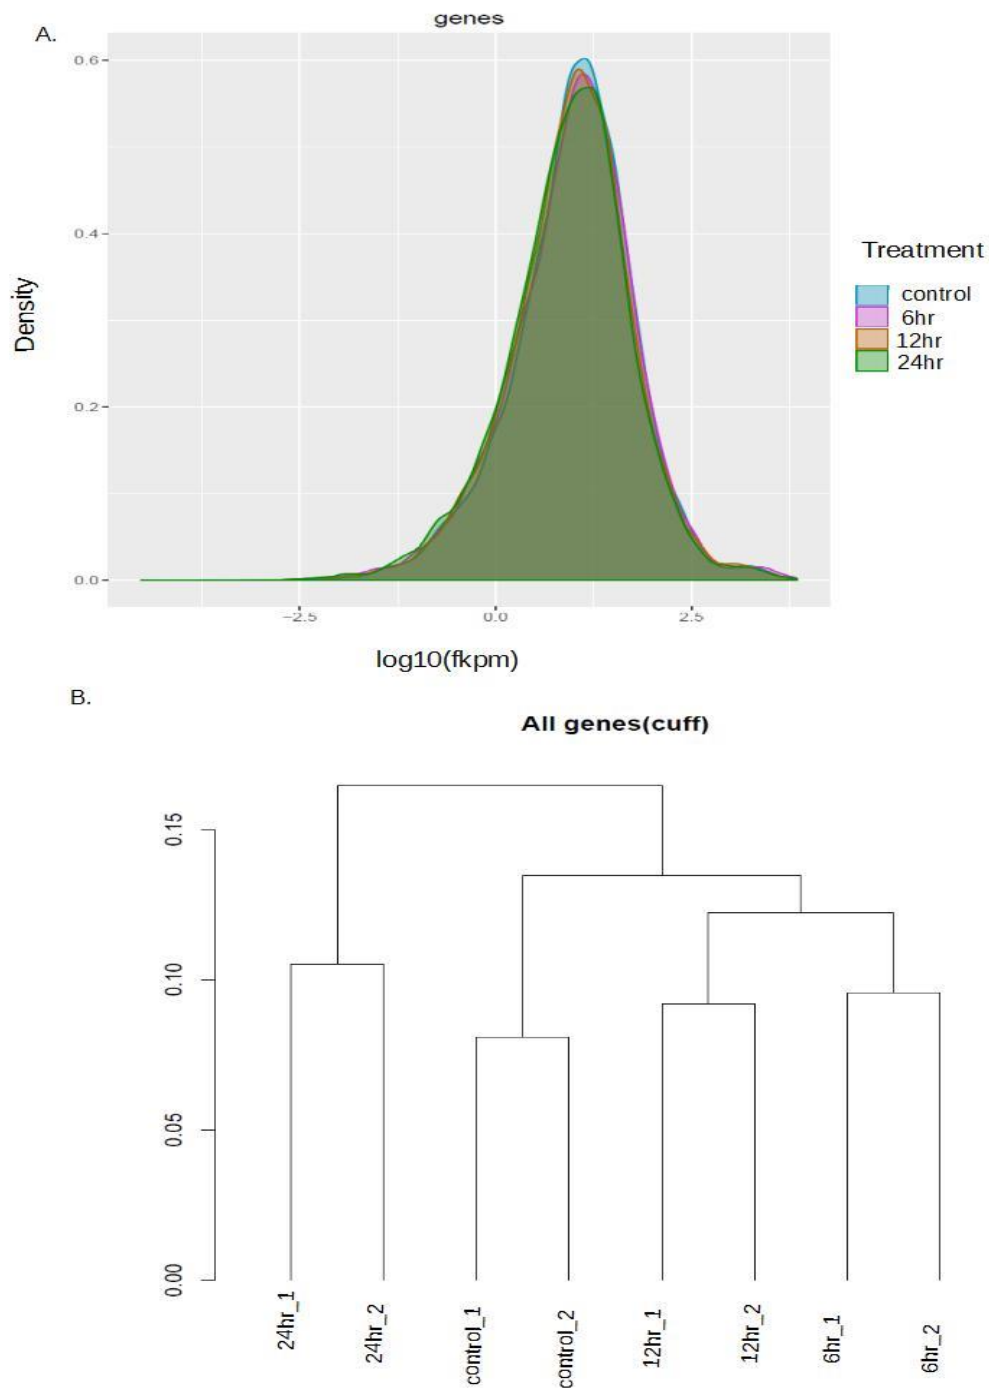 A.
genes
0.6
0.4
0.2
0.0
Density
−2.5 0.0 2.5
log10(fkpm)
Treatment
control
6hr
12hr
24hr
B.
All genes(cuff)
0.15
0.10
0.05
0.00
24hr_1
24hr_2
control_1
control_2
12hr_1
12hr_2
6hr_1
6hr_2